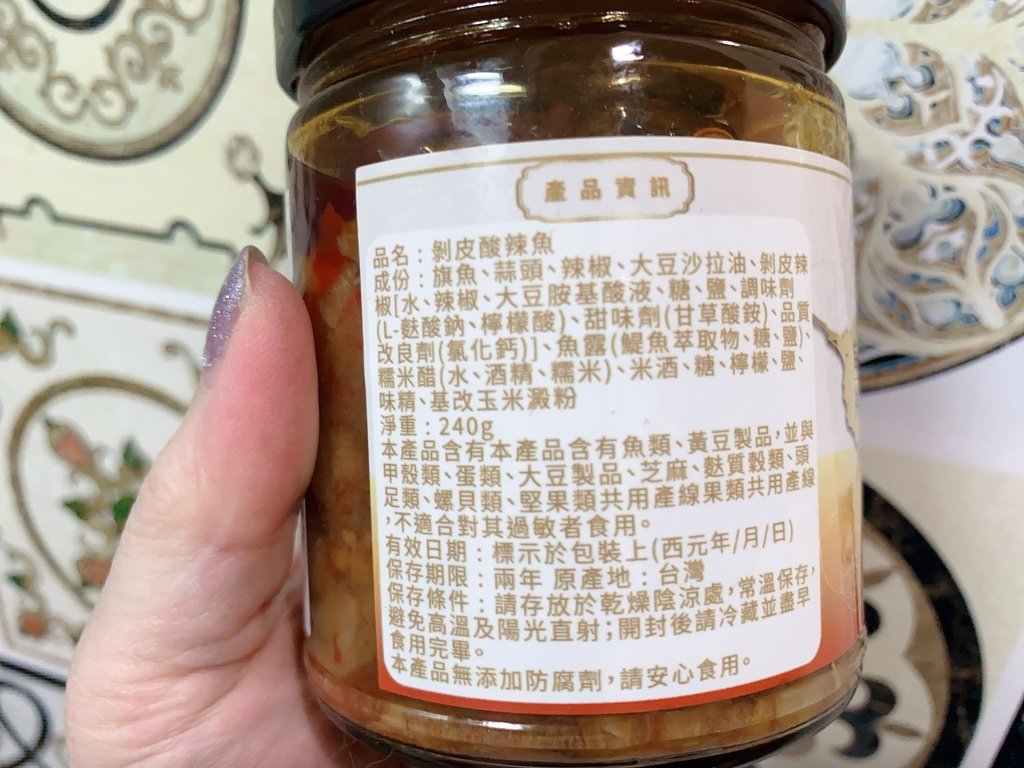 產品資訊
品名：剝皮酸辣魚
成份：旗魚、蒜頭、辣椒、大豆沙拉油、剝皮辣
椒[水、辣椒、大豆胺基酸液、糖、鹽、調味劑
(L-麩酸鈉、檸檬酸)、甜味劑(甘草酸銨)、品質
改良劑(氯化鈣)]、魚露(鯷魚萃取物、糖、鹽)、
糯米醋(水、酒精、糯米)、米酒、糖、檸檬、鹽、
味精、基改玉米澱粉
淨重：240g
本產品含有本產品含有魚類、黃豆製品，並與
甲殼類、蛋類、大豆製品、芝麻、麩質穀類、頭
足類、螺貝類、堅果類共用產線果類共用產線
，不適合對其過敏者食用。
有效日期：標示於包裝上(西元年/月/日)
保存期限：兩年 原產地：台灣
保存條件：請存放於乾燥陰涼處，常溫保存，
避免高溫及陽光直射；開封後請冷藏並盡早
食用完畢。
本產品無添加防腐劑，請安心食用。